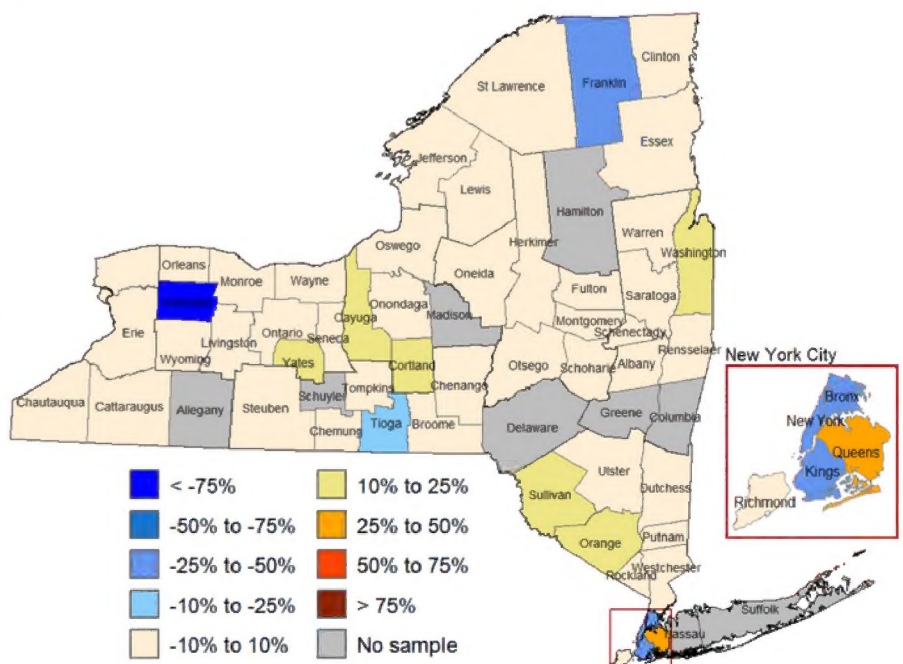 Clinton
St Lawrence
Franklin
Essex
Jefferson
Lewis
Hamilton
Warren
Washington
Oswego
Herkimer
Oneida
Orleans
Monroe
Wayne
Fulton
Saratoga
Onondaga
Cayuga
Madison
Montgomery
Schenectady
Erie
Livingston
Ontario
Seneca
Rensselaer
Wyoming
Yates
Cortland
Otsego
Schoharie
Albany
New York City
Chenango
Tompkins
Schuyler
Chautauqua
Cattaraugus
Allegany
Steuben
Chemung
Tioga
Broome
Delaware
Greene
Columbia
Bronx
New York
Queens
Kings
Richmond
Ulster
Dutchess
Sullivan
Orange
Putnam
Westchester
Rockland
Suffolk
Nassau
< -75%
-50% to -75%
-25% to -50%
-10% to -25%
-10% to 10%
10% to 25%
25% to 50%
50% to 75%
> 75%
No sample